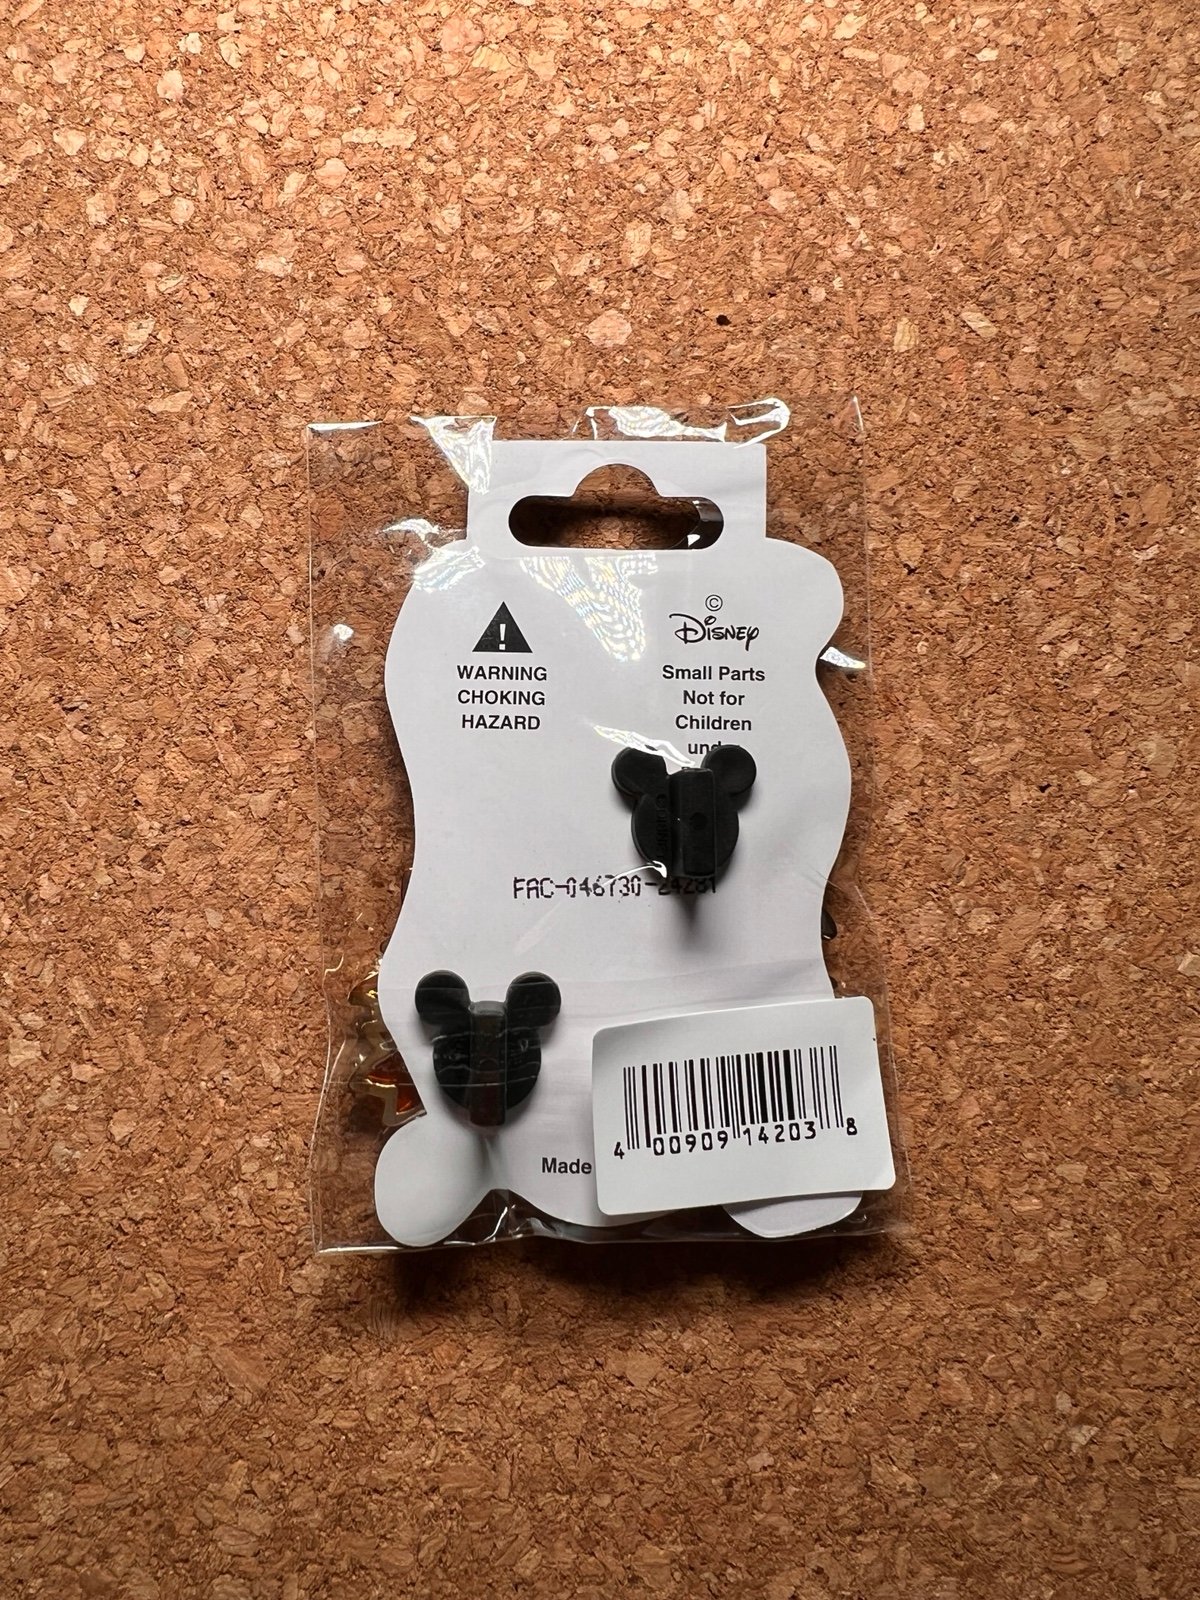 WARNING
CHOKING
HAZARD
©
Disney
Small Parts
Not for
Children
FAC-046730-24281
Made
4 00909 14203 8